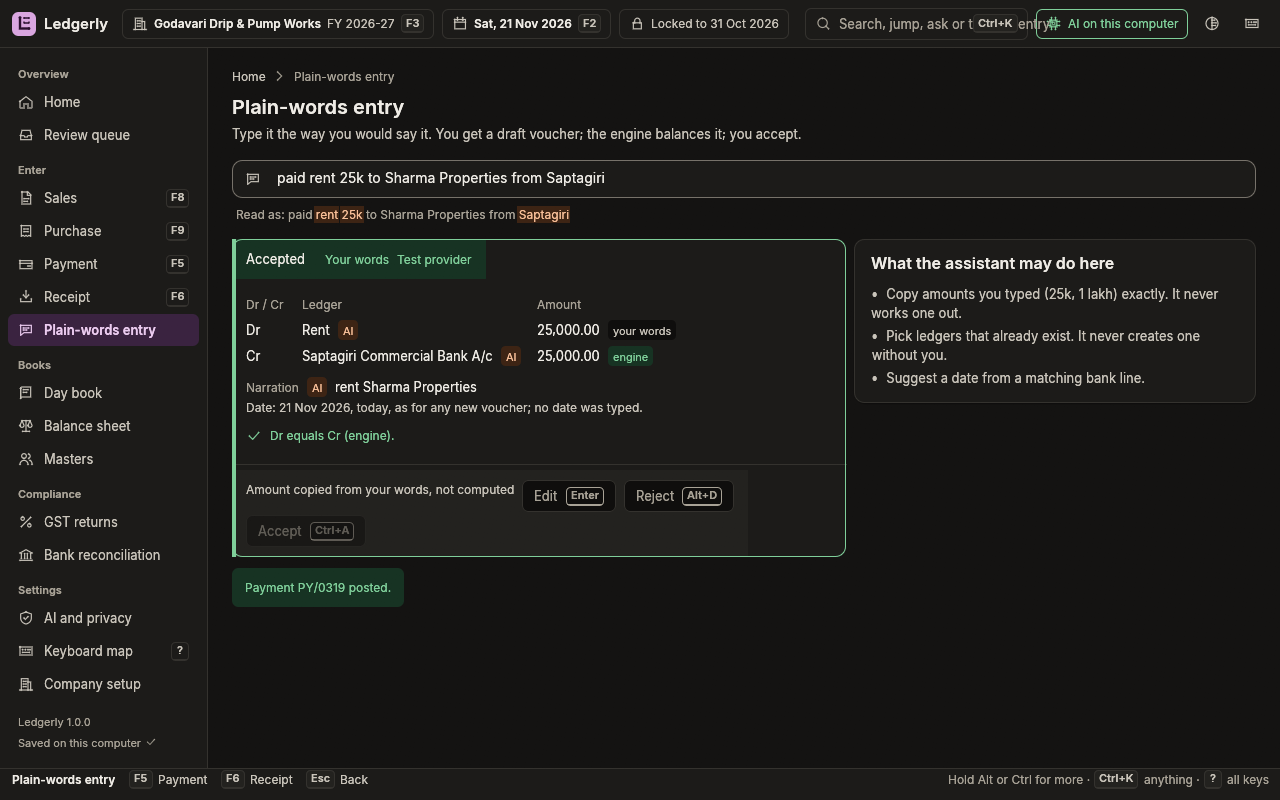 Ledgerly
Godavari Drip & Pump Works FY 2026-27 F3
Sat, 21 Nov 2026 F2
Locked to 31 Oct 2026
Search, jump, ask or t Ctrl+K entry
AI on this computer
Overview
Home
Review queue
Enter
Sales F8
Purchase F9
Payment F5
Receipt F6
Plain-words entry
Books
Day book
Balance sheet
Masters
Compliance
GST returns
Bank reconciliation
Settings
AI and privacy
Keyboard map ?
Company setup
Ledgerly 1.0.0
Saved on this computer
Home Plain-words entry
Plain-words entry
Type it the way you would say it. You get a draft voucher; the engine balances it; you accept.
paid rent 25k to Sharma Properties from Saptagiri
Read as: paid rent 25k to Sharma Properties from Saptagiri
Accepted Your words Test provider
Dr / Cr Ledger Amount
Dr Rent AI 25,000.00 your words
Cr Saptagiri Commercial Bank A/c AI 25,000.00 engine
Narration AI rent Sharma Properties
Date: 21 Nov 2026, today, as for any new voucher; no date was typed.
Dr equals Cr (engine).
Amount copied from your words, not computed Edit Enter Reject Alt+D
Accept Ctrl+A
Payment PY/0319 posted.
What the assistant may do here
• Copy amounts you typed (25k, 1 lakh) exactly. It never
works one out.
• Pick ledgers that already exist. It never creates one
without you.
• Suggest a date from a matching bank line.
Plain-words entry F5 Payment F6 Receipt Esc Back
Hold Alt or Ctrl for more · Ctrl+K anything · ? all keys